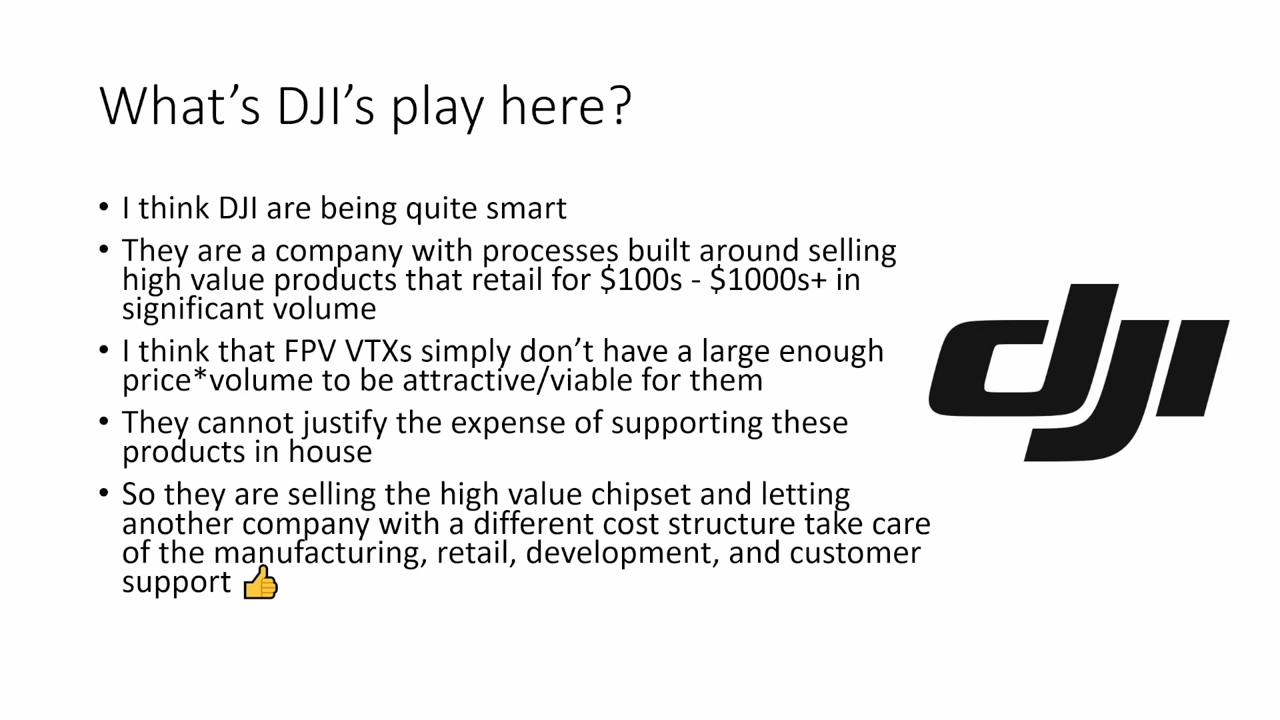 What’s DJI’s play here?
• I think DJI are being quite smart
• They are a company with processes built around selling
high value products that retail for $100s - $1000s+ in
significant volume
• I think that FPV VTXs simply don’t have a large enough
price*volume to be attractive/viable for them
• They cannot justify the expense of supporting these
products in house
• So they are selling the high value chipset and letting
another company with a different cost structure take care
of the manufacturing, retail, development, and customer
support 👍
dji